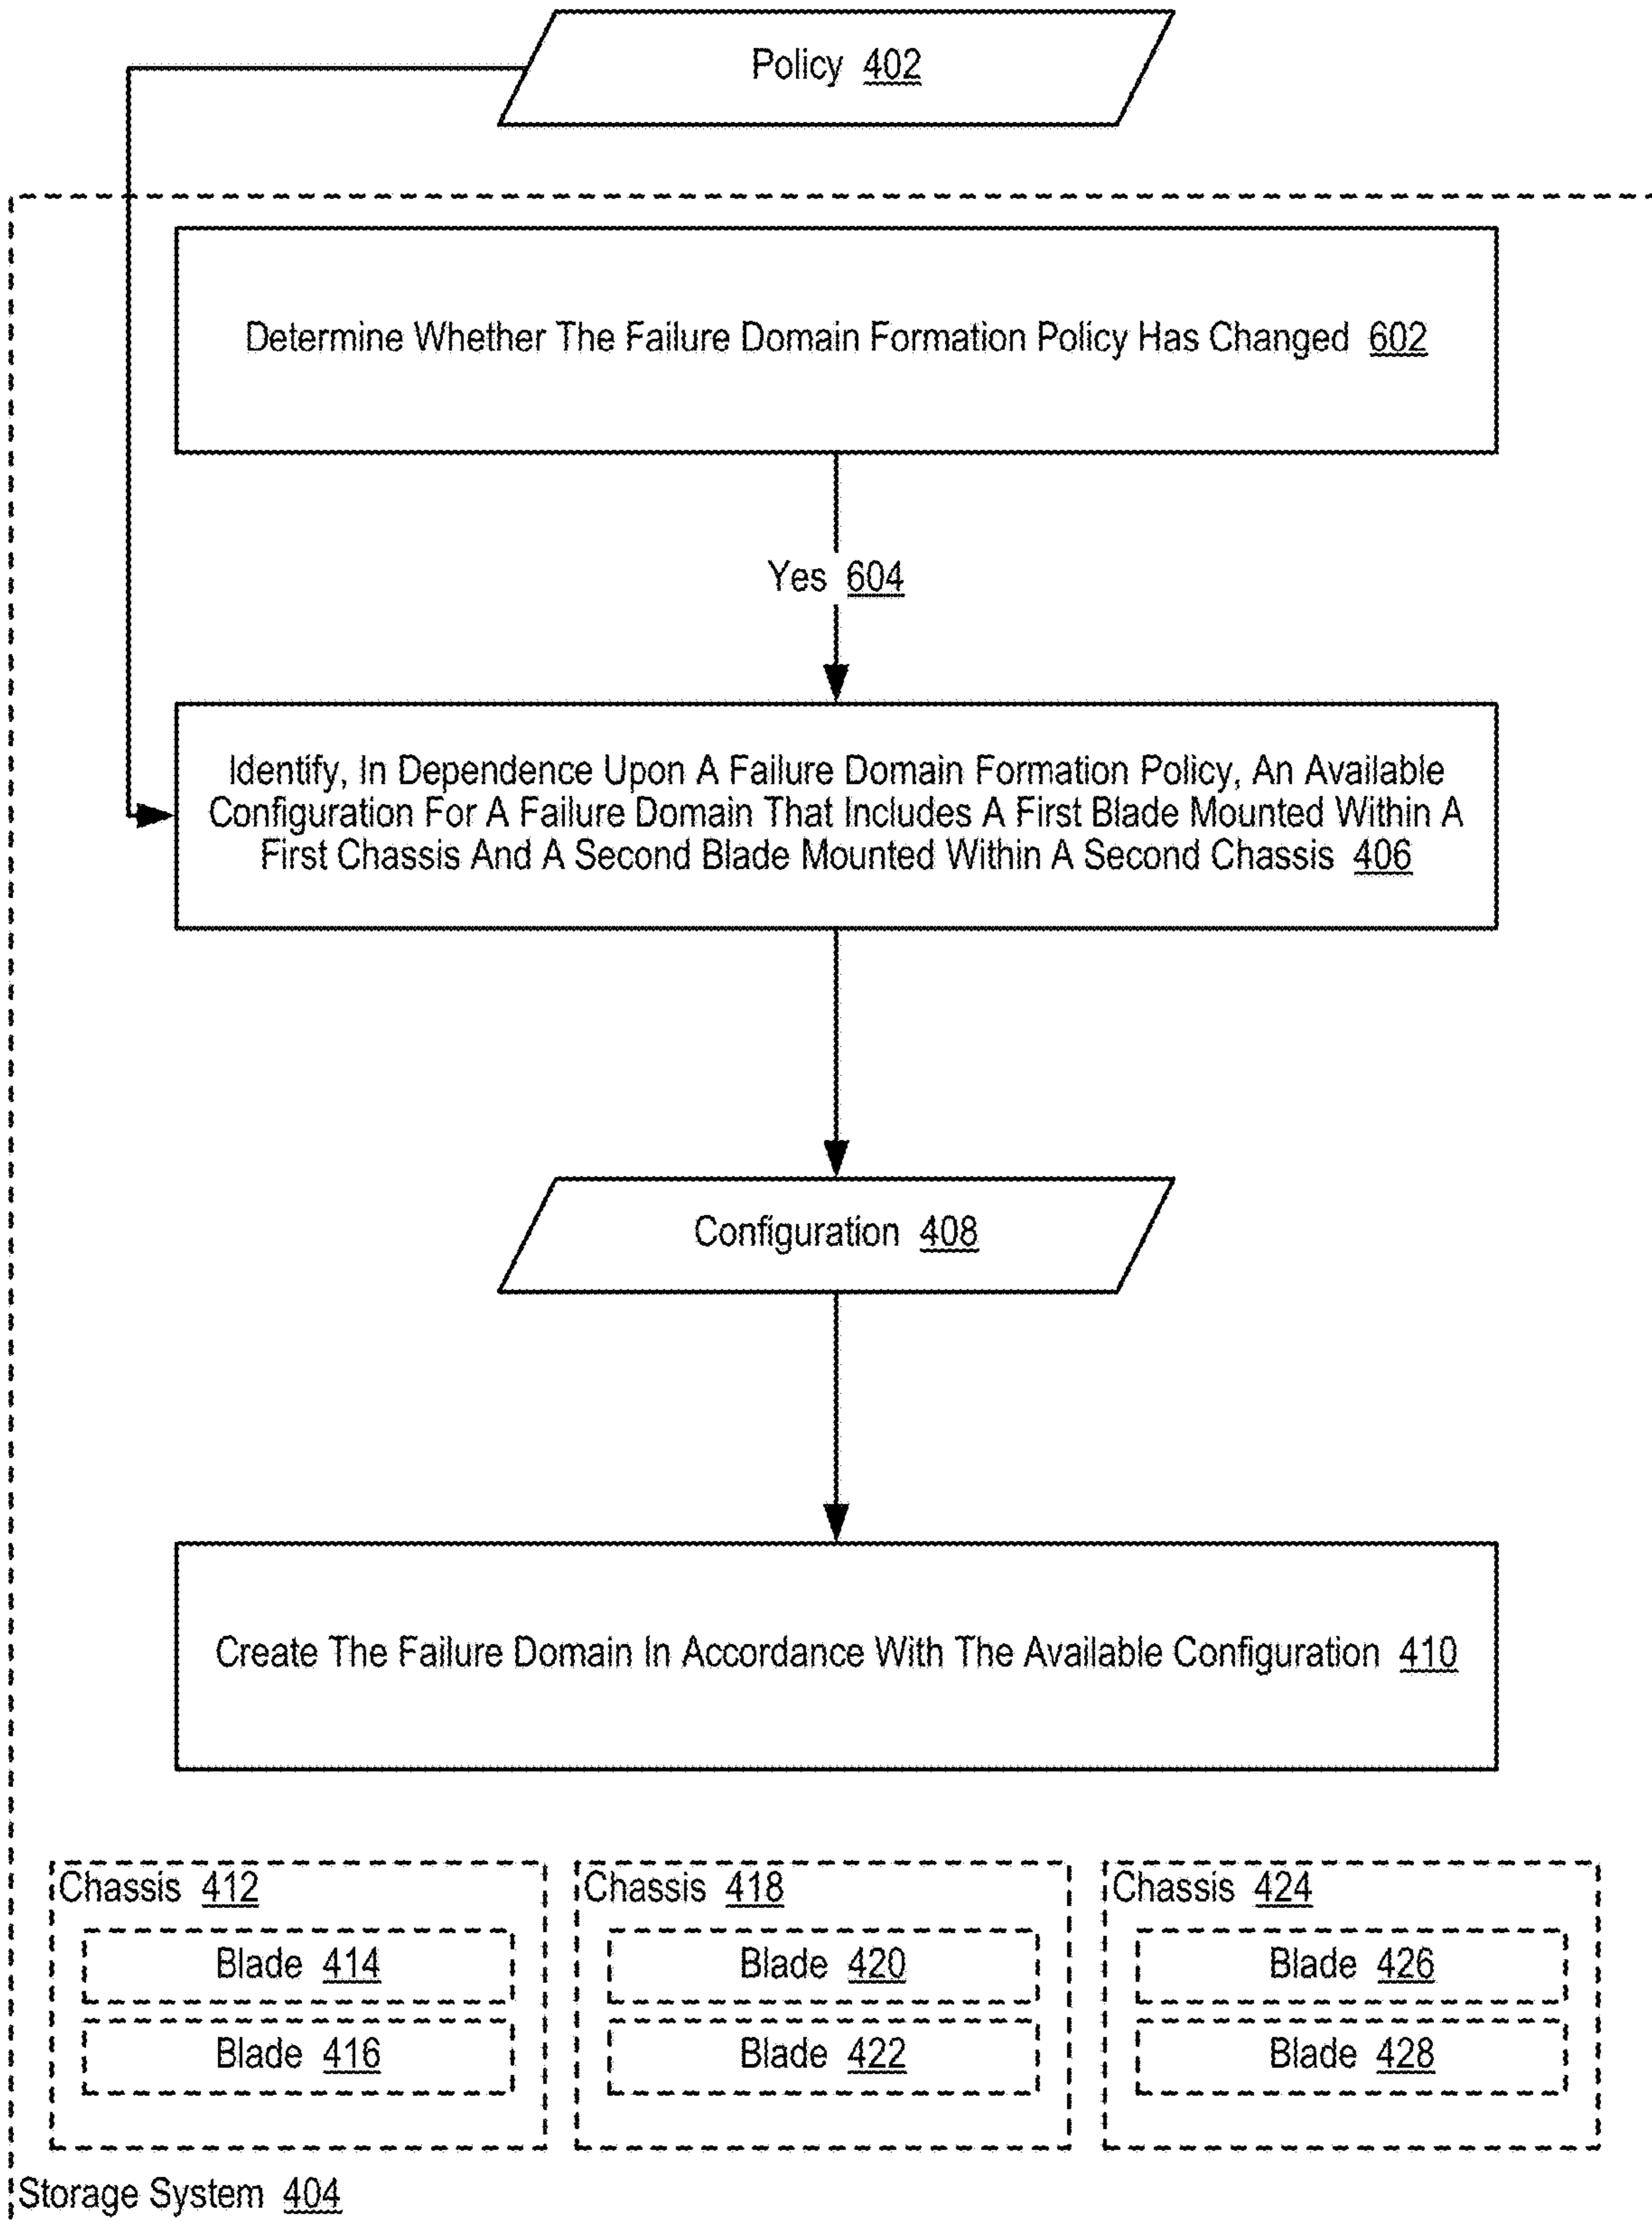 Policy 402
Determine Whether The Failure Domain Formation Policy Has Changed 602
Yes 604
Identify, In Dependence Upon A Failure Domain Formation Policy, An Available
Configuration For A Failure Domain That Includes A First Blade Mounted Within A
First Chassis And A Second Blade Mounted Within A Second Chassis 406
Configuration 408
Create The Failure Domain In Accordance With The Available Configuration 410
Chassis 412
Blade 414
Blade 416
Chassis 418
Blade 420
Blade 422
Chassis 424
Blade 426
Blade 428
Storage System 404